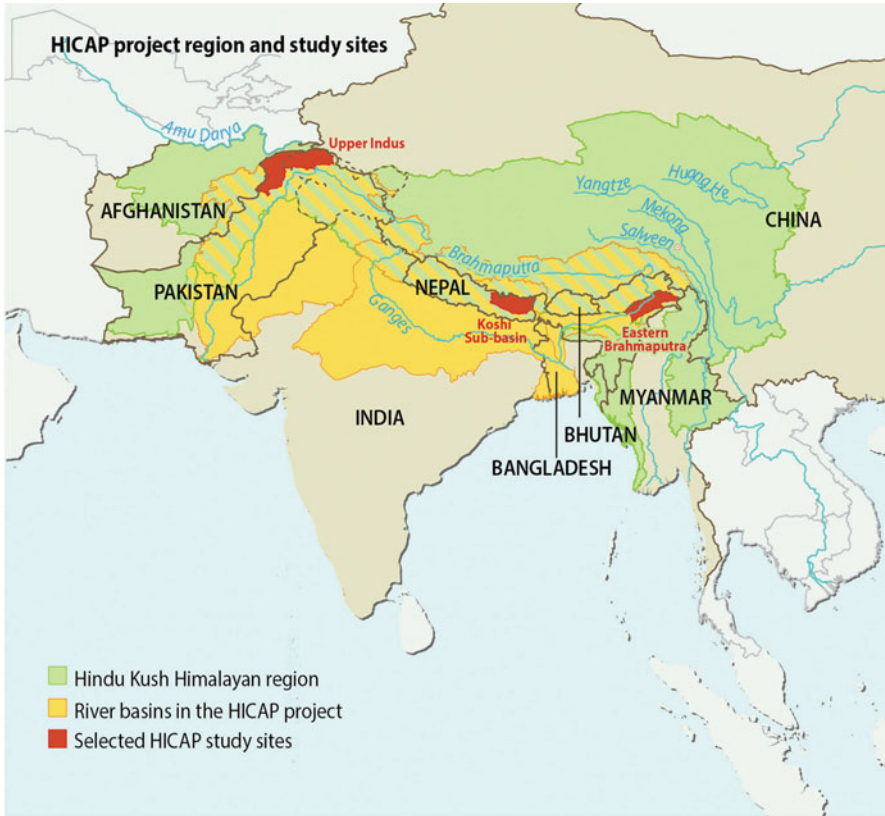 HICAP project region and study sites
Amu Darya
Upper Indus
AFGHANISTAN
Yangtze
Huang He
Mekong
CHINA
Salween
Brahmaputra
PAKISTAN
NEPAL
Ganges
Koshi
Sub-basin
Eastern
Brahmaputra
MYANMAR
INDIA
BHUTAN
BANGLADESH
Hindu Kush Himalayan region
River basins in the HICAP project
Selected HICAP study sites